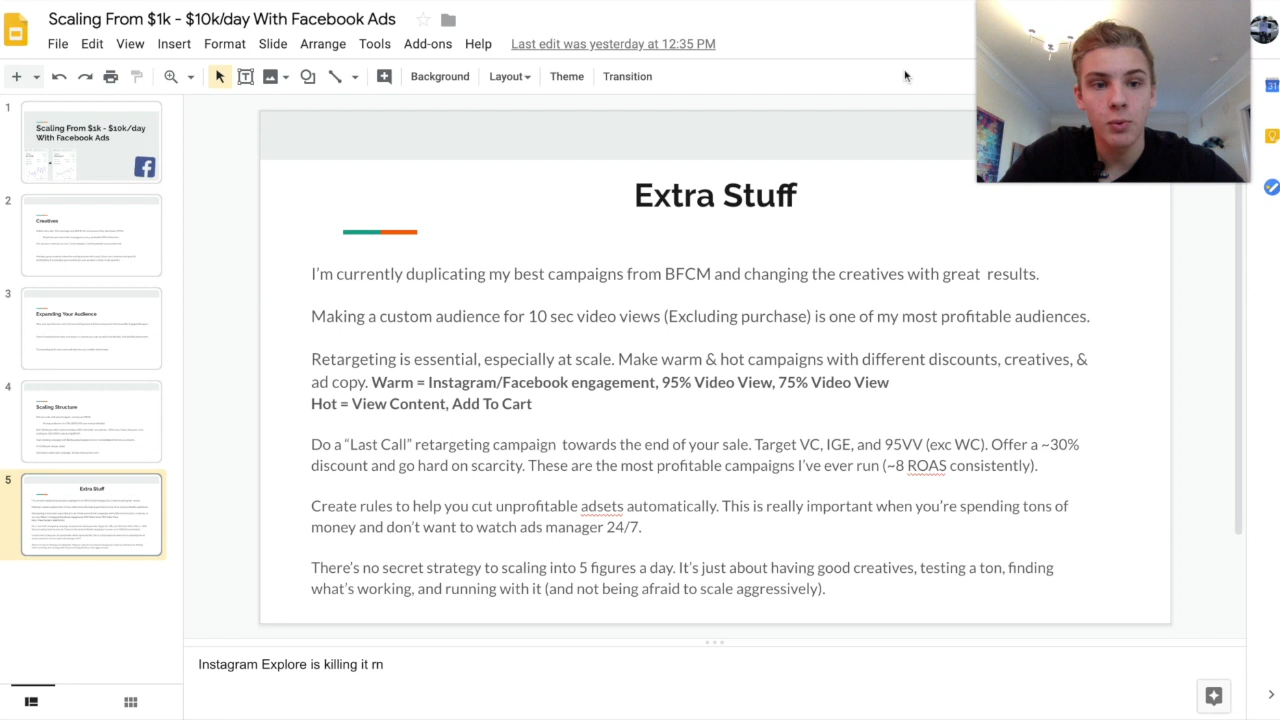 Scaling From $1k - $10k/day With Facebook Ads
File Edit View Insert Format Slide Arrange Tools Add-ons Help Last edit was yesterday at 12:35 PM
Background Layout Theme Transition
31
1
Scaling From $1k - $10k/day
With Facebook Ads
2
Creatives
3
Expanding Your Audience
4
Scaling Structure
5
Extra Stuff
Extra Stuff
I’m currently duplicating my best campaigns from BFCM and changing the creatives with great results.
Making a custom audience for 10 sec video views (Excluding purchase) is one of my most profitable audiences.
Retargeting is essential, especially at scale. Make warm & hot campaigns with different discounts, creatives, &
ad copy. Warm = Instagram/Facebook engagement, 95% Video View, 75% Video View
Hot = View Content, Add To Cart
Do a “Last Call” retargeting campaign towards the end of your sale. Target VC, IGE, and 95VV (exc WC). Offer a ~30%
discount and go hard on scarcity. These are the most profitable campaigns I’ve ever run (~8 ROAS consistently).
Create rules to help you cut unprofitable adsets automatically. This is really important when you’re spending tons of
money and don’t want to watch ads manager 24/7.
There’s no secret strategy to scaling into 5 figures a day. It’s just about having good creatives, testing a ton, finding
what’s working, and running with it (and not being afraid to scale aggressively).
Instagram Explore is killing it rn